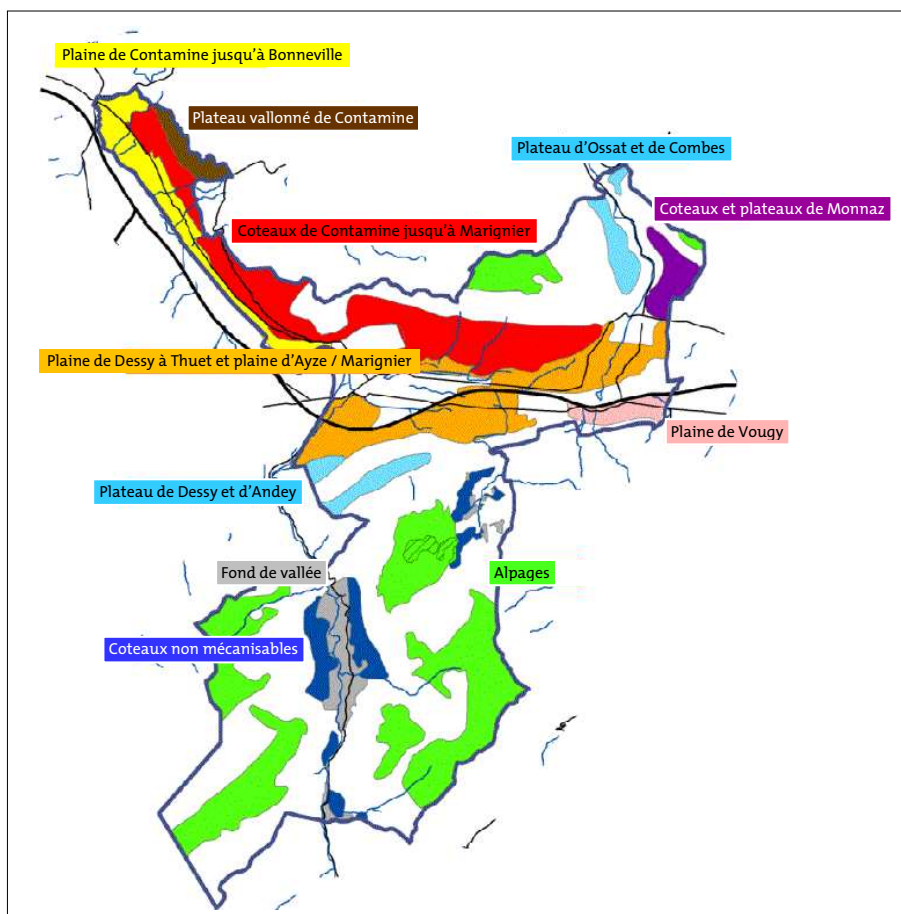 Plaine de Contamine jusqu'à Bonneville
Plateau vallonné de Contamine
Plateau d'Ossat et de Combes
Coteaux et plateaux de Monnaz
Coteaux de Contamine jusqu'à Marignier
Plaine de Dessy à Thuet et plaine d'Ayze / Marignier
Plaine de Vougy
Plateau de Dessy et d'Andey
Fond de vallée
Alpages
Coteaux non mécanisables